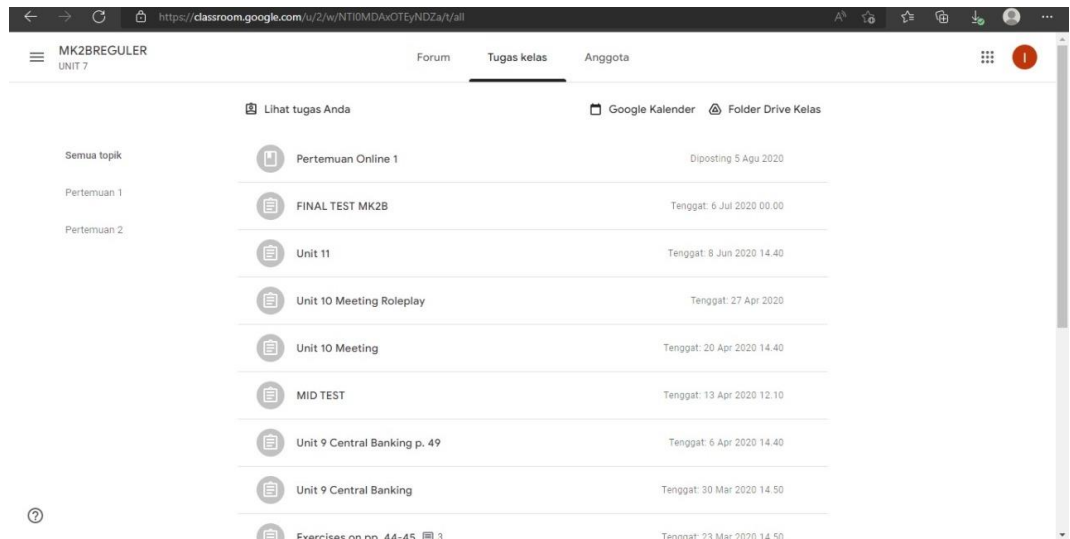 https://classroom.google.com/u/2/w/NTI0MDAxOTEyNDZa/t/all
MK2BREGULER
UNIT 7
Forum Tugas kelas Anggota
I
Lihat tugas Anda Google Kalender Folder Drive Kelas
Semua topik
Pertemuan 1
Pertemuan 2
Pertemuan Online 1 Diposting 5 Agu 2020
FINAL TEST MK2B Tenggat: 6 Jul 2020 00.00
Unit 11 Tenggat: 8 Jun 2020 14.40
Unit 10 Meeting Roleplay Tenggat: 27 Apr 2020
Unit 10 Meeting Tenggat: 20 Apr 2020 14.40
MID TEST Tenggat: 13 Apr 2020 12.10
Unit 9 Central Banking p. 49 Tenggat: 6 Apr 2020 14.40
Unit 9 Central Banking Tenggat: 30 Mar 2020 14.50
Exercises on pp. 44-45 3 Tenggat: 23 Mar 2020 14.50